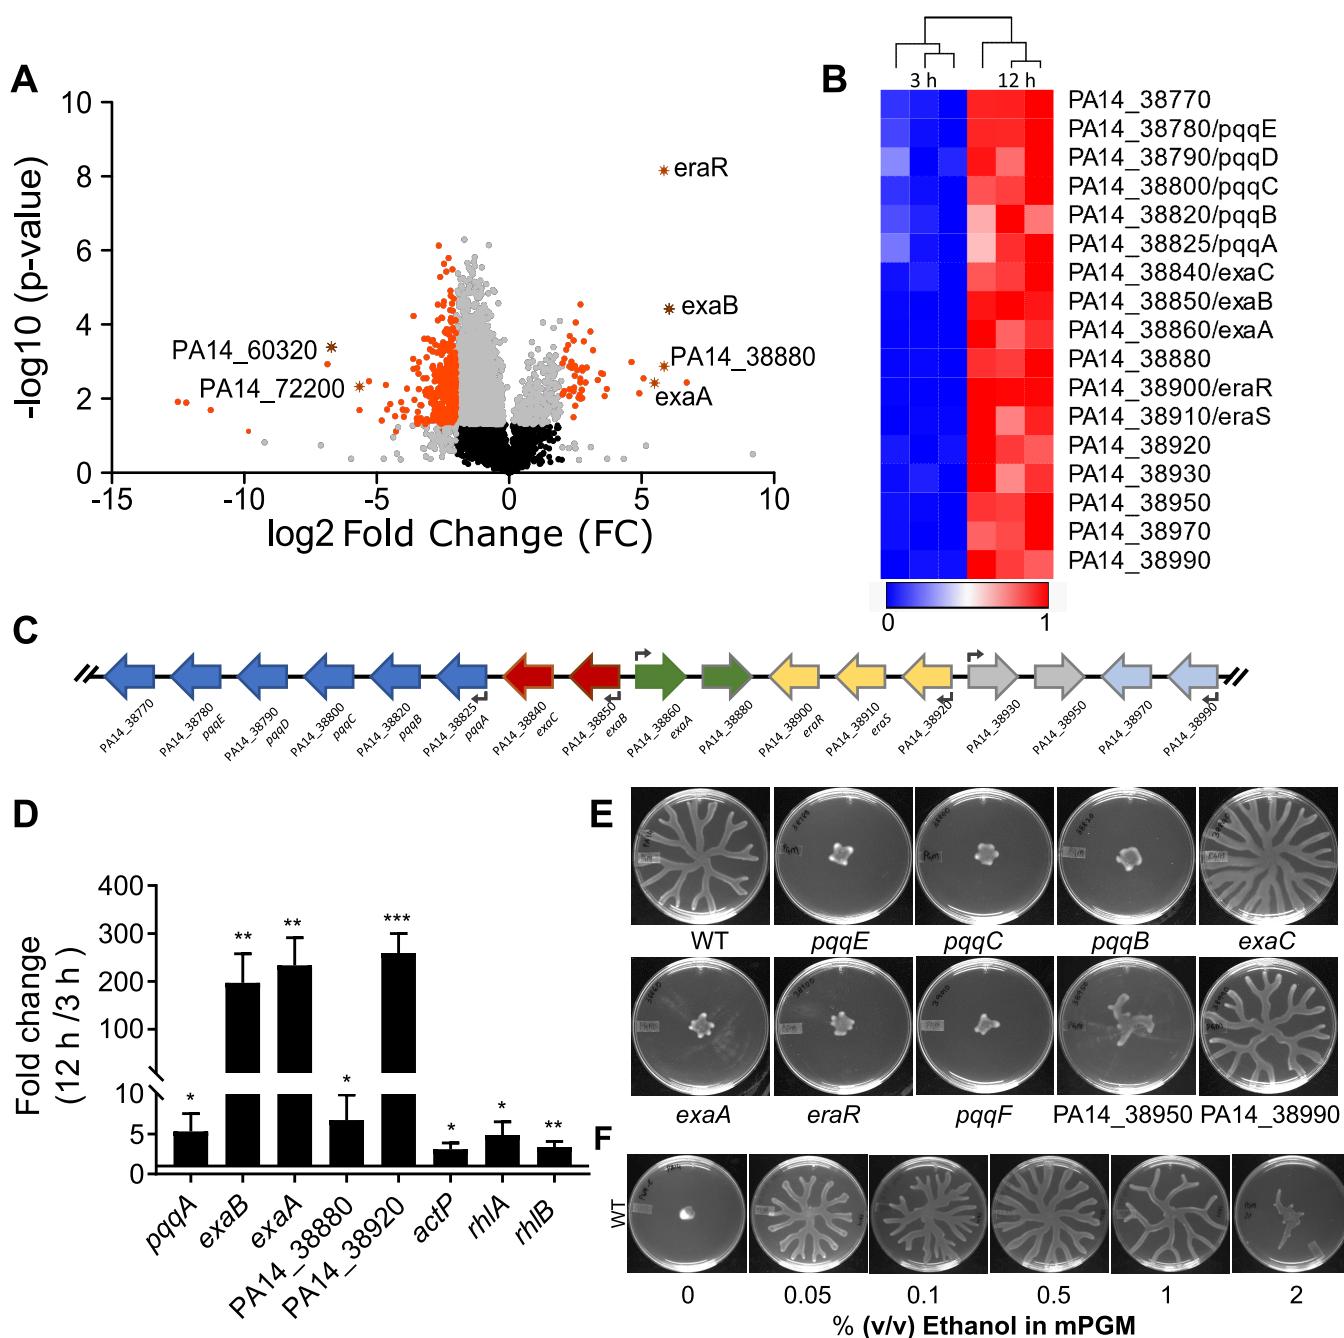 A
-log10 (p-value)
10
8
6
4
2
0
-15
-10
-5
0
5
10
log2 Fold Change (FC)
eraR
exaB
PA14_38880
exaA
PA14_60320
PA14_72200
B
3 h
12 h
PA14_38770
PA14_38780/pqqE
PA14_38790/pqqD
PA14_38800/pqqC
PA14_38820/pqqB
PA14_38825/pqqA
PA14_38840/exaC
PA14_38850/exaB
PA14_38860/exaA
PA14_38880
PA14_38900/eraR
PA14_38910/eraS
PA14_38920
PA14_38930
PA14_38950
PA14_38970
PA14_38990
0
1
C
PA14_38770
PA14_38780
pqqE
PA14_38790
pqqD
PA14_38800
pqqC
PA14_38820
pqqB
PA14_38825
pqqA
PA14_38840
exaC
PA14_38850
exaB
PA14_38860
exaA
PA14_38880
PA14_38900
eraR
PA14_38910
eraS
PA14_38920
PA14_38930
PA14_38950
PA14_38970
PA14_38990
D
Fold change
(12 h /3 h )
400
300
200
100
10
5
0
*
**
**
*
***
*
*
**
pqqA
exaB
exaA
PA14_38880
PA14_38920
actP
rhlA
rhlB
E
WT
pqqE
pqqC
pqqB
exaC
exaA
eraR
pqqF
PA14_38950
PA14_38990
F
WT
0
0.05
0.1
0.5
1
2
% (v/v) Ethanol in mPGM